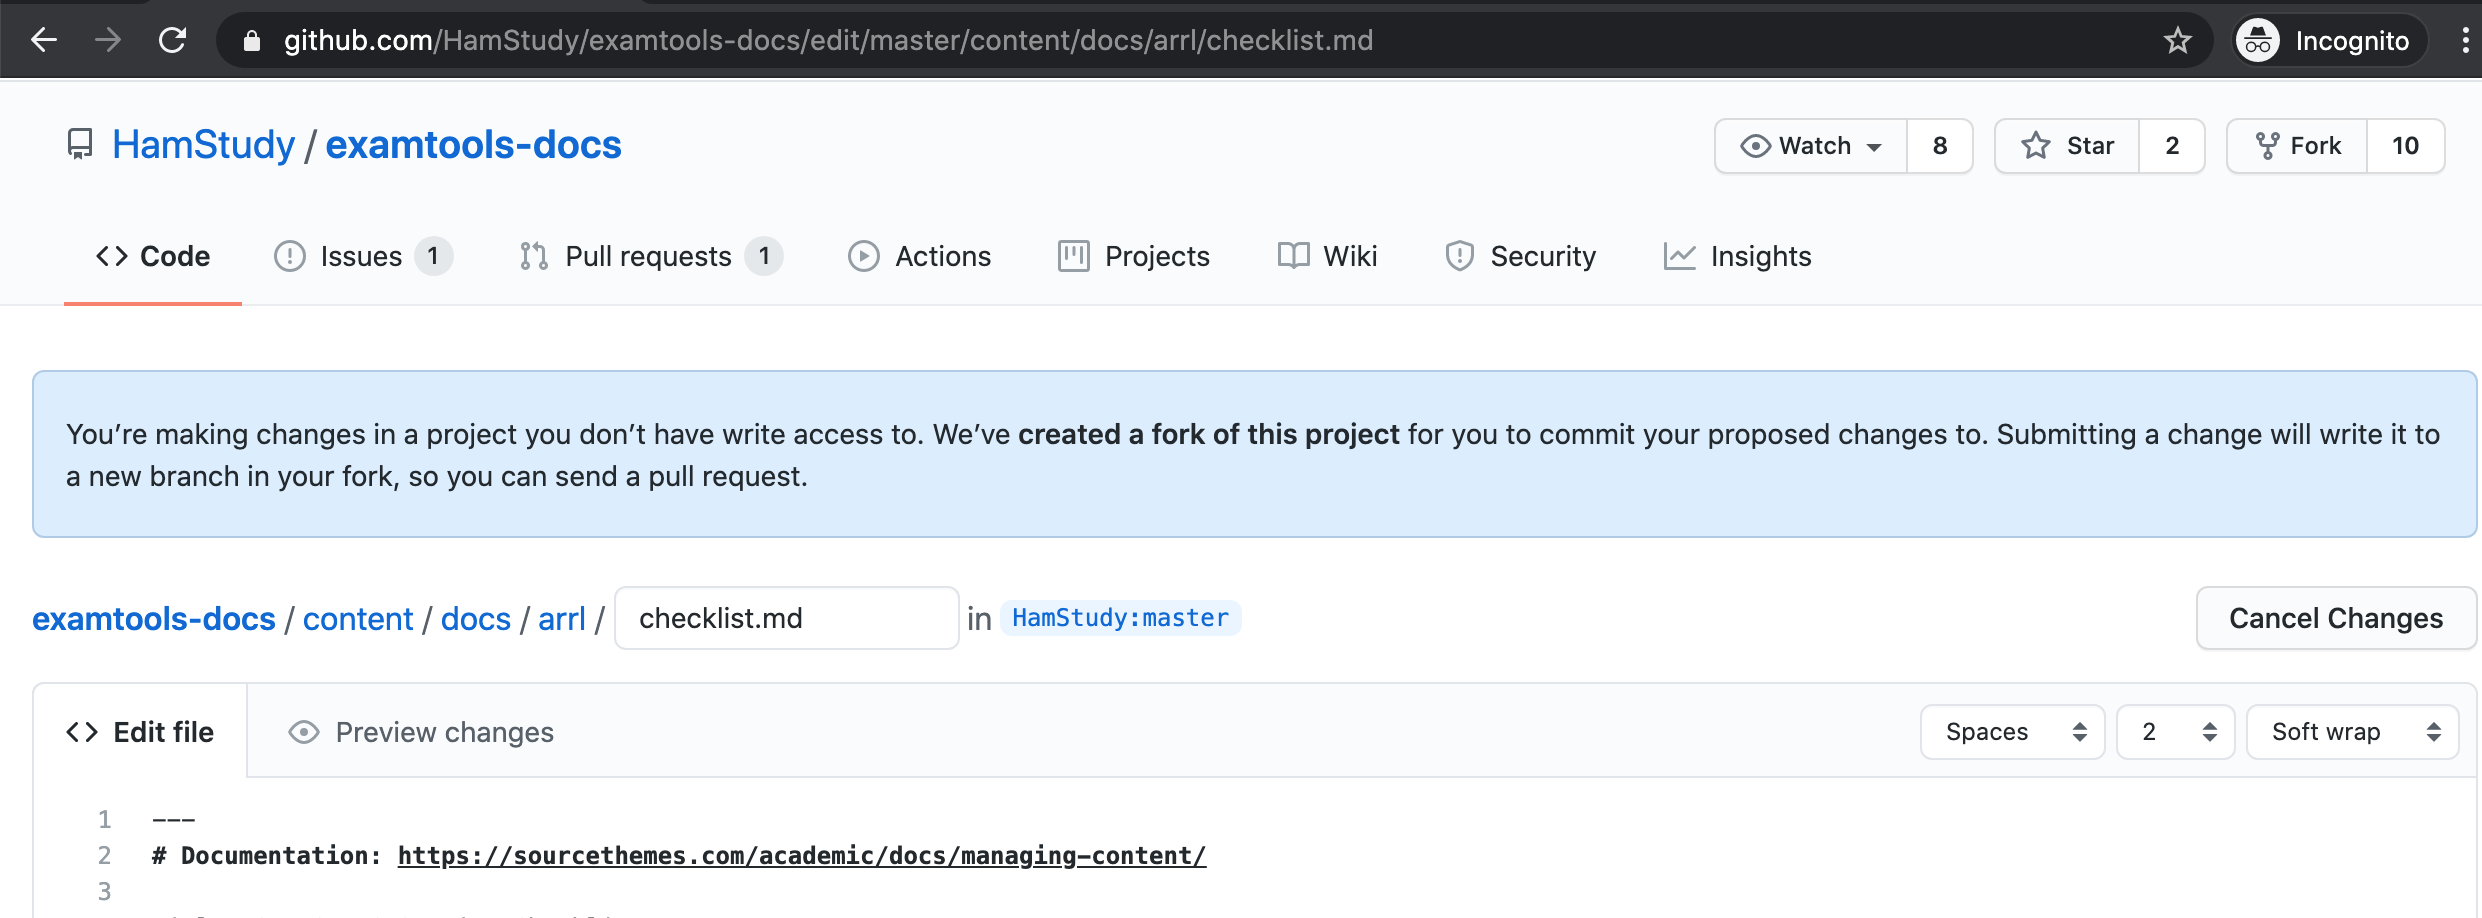 github.com/HamStudy/examtools-docs/edit/master/content/docs/arrl/checklist.md Incognito
HamStudy / examtools-docs Watch 8 Star 2 Fork 10
Code Issues 1 Pull requests 1 Actions Projects Wiki Security Insights
You’re making changes in a project you don’t have write access to. We’ve created a fork of this project for you to commit your proposed changes to. Submitting a change will write it to
a new branch in your fork, so you can send a pull request.
examtools-docs / content / docs / arrl / checklist.md in HamStudy:master Cancel Changes
<> Edit file Preview changes Spaces 2 Soft wrap
1 ---
2 # Documentation: https://sourcethemes.com/academic/docs/managing-content/
3